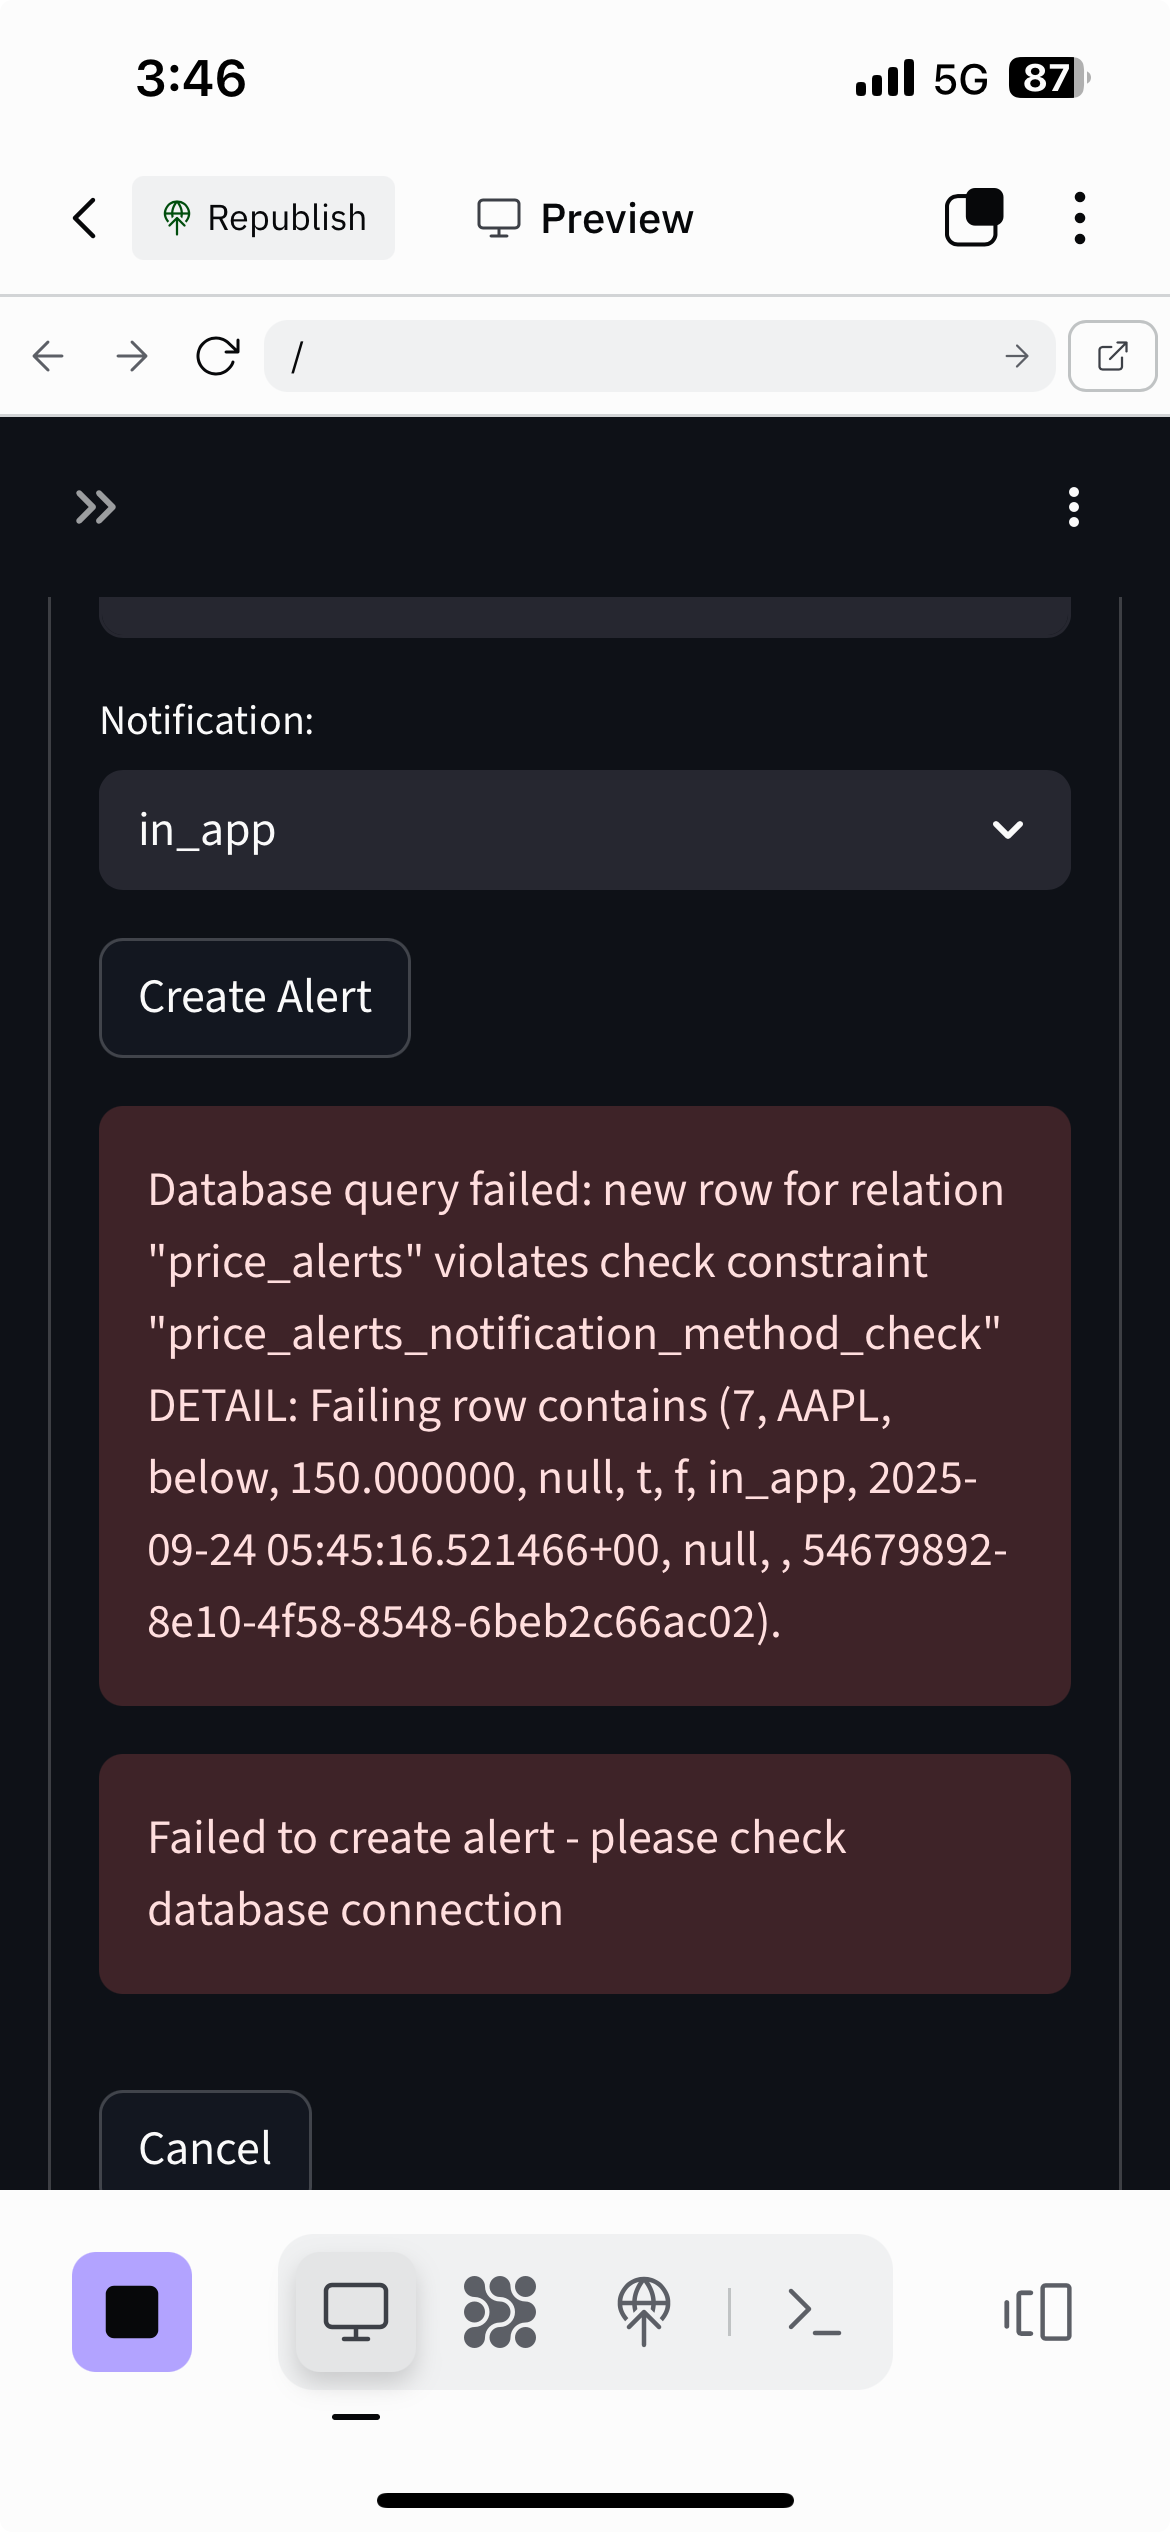 3:46
5G 87
Republish
Preview
/
Notification:
in_app
Create Alert
Database query failed: new row for relation
"price_alerts" violates check constraint
"price_alerts_notification_method_check"
DETAIL: Failing row contains (7, AAPL,
below, 150.000000, null, t, f, in_app, 2025-
09-24 05:45:16.521466+00, null, , 54679892-
8e10-4f58-8548-6beb2c66ac02).
Failed to create alert - please check
database connection
Cancel